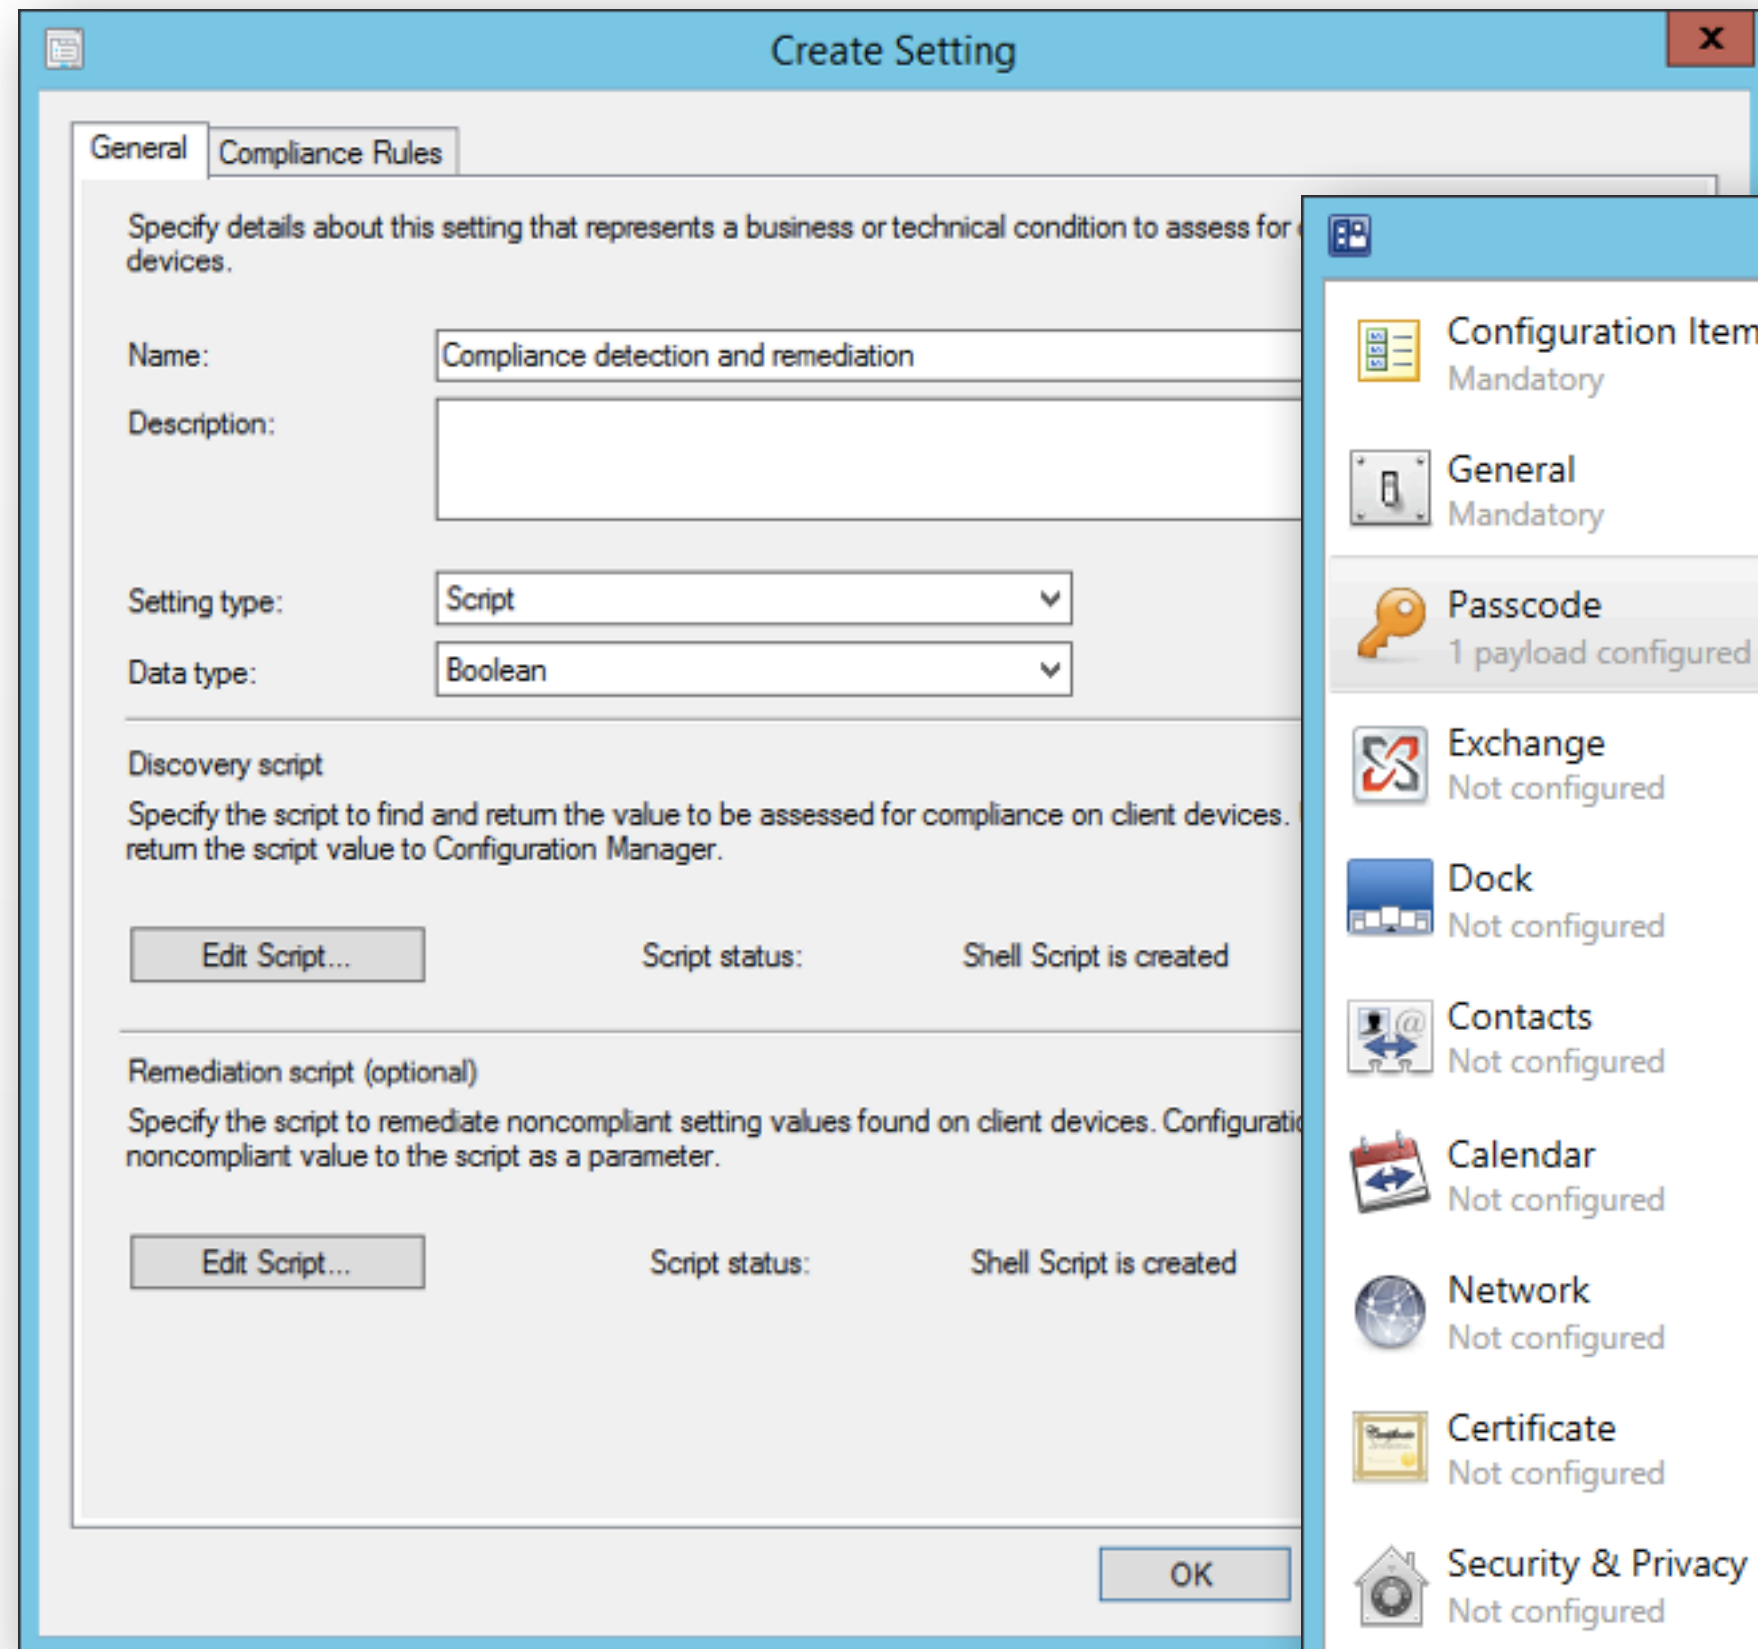 Create Setting
x
General
Compliance Rules
Specify details about this setting that represents a business or technical condition to assess for
devices.
Name:
Compliance detection and remediation
Description:
Setting type:
Script
Data type:
Boolean
Discovery script
Specify the script to find and return the value to be assessed for compliance on client devices.
return the script value to Configuration Manager.
Edit Script...
Script status:
Shell Script is created
Remediation script (optional)
Specify the script to remediate noncompliant setting values found on client devices.
noncompliant value to the script as a parameter.
Edit Script...
Script status:
Shell Script is created
OK
Configuration Item
Mandatory
General
Mandatory
Passcode
1 payload configured
Exchange
Not configured
Dock
Not configured
Contacts
Not configured
Calendar
Not configured
Network
Not configured
Certificate
Not configured
Security & Privacy
Not configured